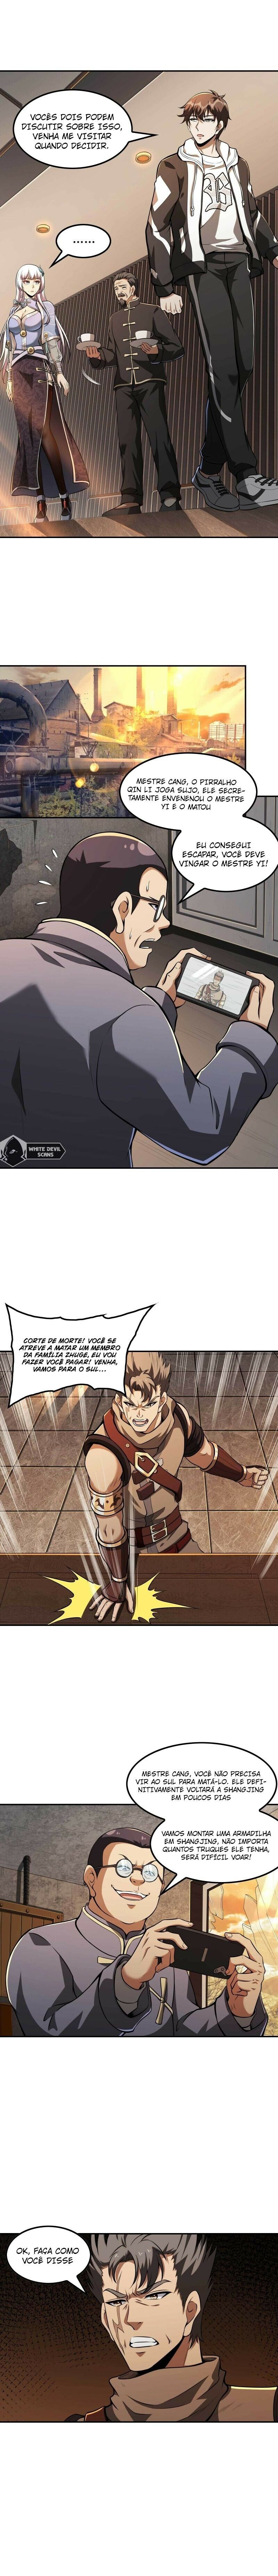 VOCÊS DOIS PODEM
DISCUTIR SOBRE ISSO,
VENHA ME VISITAR
QUANDO DECIDIR.
......
MESTRE CANG, O PIRRALHO
QIN LI JOGA SUJO, ELE SECRE-
TAMENTE ENVENENOU O MESTRE
YI E O MATOU
EU CONSEGUI
ESCAPAR, VOCÊ DEVE
VINGAR O MESTRE YI!
WHITE DEVIL
SCANS
CORTE DE MORTE! VOCÊ SE
ATREVE A MATAR UM MEMBRO
DA FAMÍLIA ZHUGE, EU VOU
FAZER VOCÊ PAGAR! VENHA,
VAMOS PARA O SUL...
MESTRE CANG, VOCÊ NÃO PRECISA
VIR AO SUL PARA MATÁ-LO. ELE DEFI-
NITIVAMENTE VOLTARÁ A SHANGJING
EM POUCOS DIAS
VAMOS MONTAR UMA ARMADILHA
EM SHANGJING, NÃO IMPORTA
QUANTOS TRUQUES ELE TENHA,
SERÁ DIFÍCIL VOAR!
OK, FAÇA COMO
VOCÊ DISSE